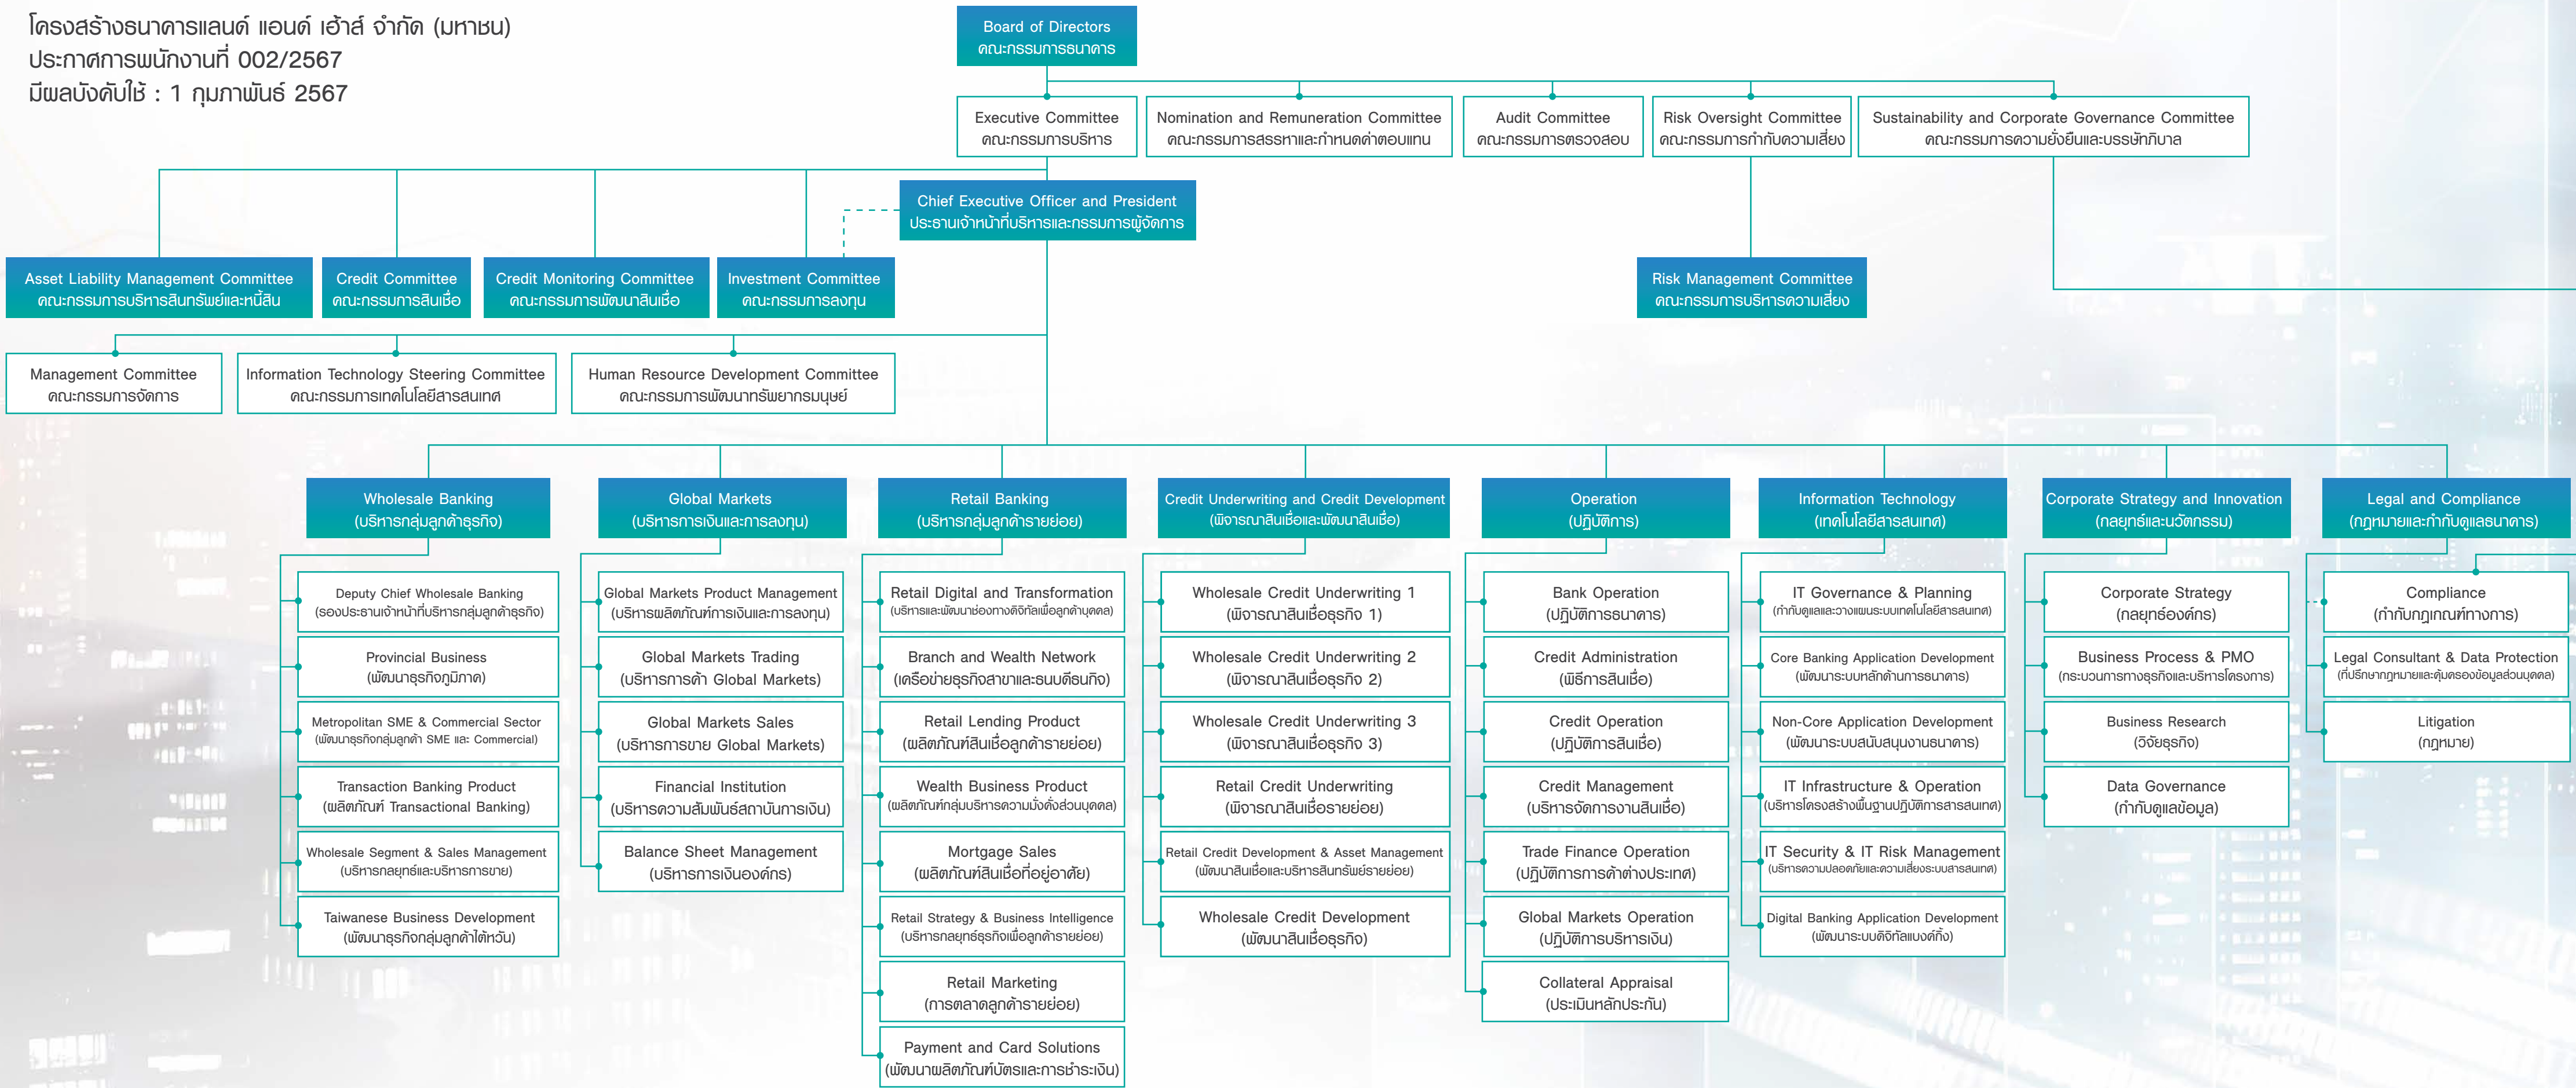 โครงสร้างธนาคารแลนด์ แอนด์ เฮ้าส์ จำกัด (มหาชน)
ประกาศการพนักงานที่ 002/2567
มีผลบังคับใช้ : 1 กุมภาพันธ์ 2567
Board of Directors
คณะกรรมการธนาคาร
Executive Committee
คณะกรรมการบริหาร
Nomination and Remuneration Committee
คณะกรรมการสรรหาและกำหนดค่าตอบแทน
Audit Committee
คณะกรรมการตรวจสอบ
Risk Oversight Committee
คณะกรรมการกำกับความเสี่ยง
Sustainability and Corporate Governance Committee
คณะกรรมการความยั่งยืนและบรรษัทภิบาล
Chief Executive Officer and President
ประธานเจ้าหน้าที่บริหารและกรรมการผู้จัดการ
Asset Liability Management Committee
คณะกรรมการบริหารสินทรัพย์และหนี้สิน
Credit Committee
คณะกรรมการสินเชื่อ
Credit Monitoring Committee
คณะกรรมการพัฒนาสินเชื่อ
Investment Committee
คณะกรรมการลงทุน
Risk Management Committee
คณะกรรมการบริหารความเสี่ยง
Management Committee
คณะกรรมการจัดการ
Information Technology Steering Committee
คณะกรรมการเทคโนโลยีสารสนเทศ
Human Resource Development Committee
คณะกรรมการพัฒนาทรัพยากรมนุษย์
Wholesale Banking
(บริหารกลุ่มลูกค้าธุรกิจ)
Deputy Chief Wholesale Banking
(รองประธานเจ้าหน้าที่บริหารกลุ่มลูกค้าธุรกิจ)
Provincial Business
(พัฒนาธุรกิจภูมิภาค)
Metropolitan SME & Commercial Sector
(พัฒนาธุรกิจกลุ่มลูกค้า SME และ Commercial)
Transaction Banking Product
(ผลิตภัณฑ์ Transactional Banking)
Wholesale Segment & Sales Management
(บริหารกลยุทธ์และบริหารการขาย)
Taiwanese Business Development
(พัฒนาธุรกิจกลุ่มลูกค้าไต้หวัน)
Global Markets
(บริหารการเงินและการลงทุน)
Global Markets Product Management
(บริหารผลิตภัณฑ์การเงินและการลงทุน)
Global Markets Trading
(บริหารการค้า Global Markets)
Global Markets Sales
(บริหารการขาย Global Markets)
Financial Institution
(บริหารความสัมพันธ์สถาบันการเงิน)
Balance Sheet Management
(บริหารการเงินองค์กร)
Retail Banking
(บริหารกลุ่มลูกค้ารายย่อย)
Retail Digital and Transformation
(บริหารและพัฒนาช่องทางดิจิทัลเพื่อลูกค้าบุคคล)
Branch and Wealth Network
(เครือข่ายธุรกิจสาขาและธนบดีธนกิจ)
Retail Lending Product
(ผลิตภัณฑ์สินเชื่อลูกค้ารายย่อย)
Wealth Business Product
(ผลิตภัณฑ์กลุ่มบริหารความมั่งคั่งส่วนบุคคล)
Mortgage Sales
(ผลิตภัณฑ์สินเชื่อที่อยู่อาศัย)
Retail Strategy & Business Intelligence
(บริหารกลยุทธ์ธุรกิจเพื่อลูกค้ารายย่อย)
Retail Marketing
(การตลาดลูกค้ารายย่อย)
Payment and Card Solutions
(พัฒนาผลิตภัณฑ์บัตรและการชำระเงิน)
Credit Underwriting and Credit Development
(พิจารณาสินเชื่อและพัฒนาสินเชื่อ)
Wholesale Credit Underwriting 1
(พิจารณาสินเชื่อธุรกิจ 1)
Wholesale Credit Underwriting 2
(พิจารณาสินเชื่อธุรกิจ 2)
Wholesale Credit Underwriting 3
(พิจารณาสินเชื่อธุรกิจ 3)
Retail Credit Underwriting
(พิจารณาสินเชื่อรายย่อย)
Retail Credit Development & Asset Management
(พัฒนาสินเชื่อและบริหารสินทรัพย์รายย่อย)
Wholesale Credit Development
(พัฒนาสินเชื่อธุรกิจ)
Operation
(ปฏิบัติการ)
Bank Operation
(ปฏิบัติการธนาคาร)
Credit Administration
(พิธีการสินเชื่อ)
Credit Operation
(ปฏิบัติการสินเชื่อ)
Credit Management
(บริหารจัดการงานสินเชื่อ)
Trade Finance Operation
(ปฏิบัติการการค้าต่างประเทศ)
Global Markets Operation
(ปฏิบัติการบริหารเงิน)
Collateral Appraisal
(ประเมินหลักประกัน)
Information Technology
(เทคโนโลยีสารสนเทศ)
IT Governance & Planning
(กำกับดูแลและวางแผนระบบเทคโนโลยีสารสนเทศ)
Core Banking Application Development
(พัฒนาระบบหลักด้านการธนาคาร)
Non-Core Application Development
(พัฒนาระบบสนับสนุนงานธนาคาร)
IT Infrastructure & Operation
(บริหารโครงสร้างพื้นฐานปฏิบัติการสารสนเทศ)
IT Security & IT Risk Management
(บริหารความปลอดภัยและความเสี่ยงระบบสารสนเทศ)
Digital Banking Application Development
(พัฒนาระบบดิจิทัลแบงค์กิ้ง)
Corporate Strategy and Innovation
(กลยุทธ์และนวัตกรรม)
Corporate Strategy
(กลยุทธ์องค์กร)
Business Process & PMO
(กระบวนการทางธุรกิจและบริหารโครงการ)
Business Research
(วิจัยธุรกิจ)
Data Governance
(กำกับดูแลข้อมูล)
Legal and Compliance
(กฎหมายและกำกับดูแลธนาคาร)
Compliance
(กำกับกฎเกณฑ์ทางการ)
Legal Consultant & Data Protection
(ที่ปรึกษากฎหมายและคุ้มครองข้อมูลส่วนบุคคล)
Litigation
(กฎหมาย)